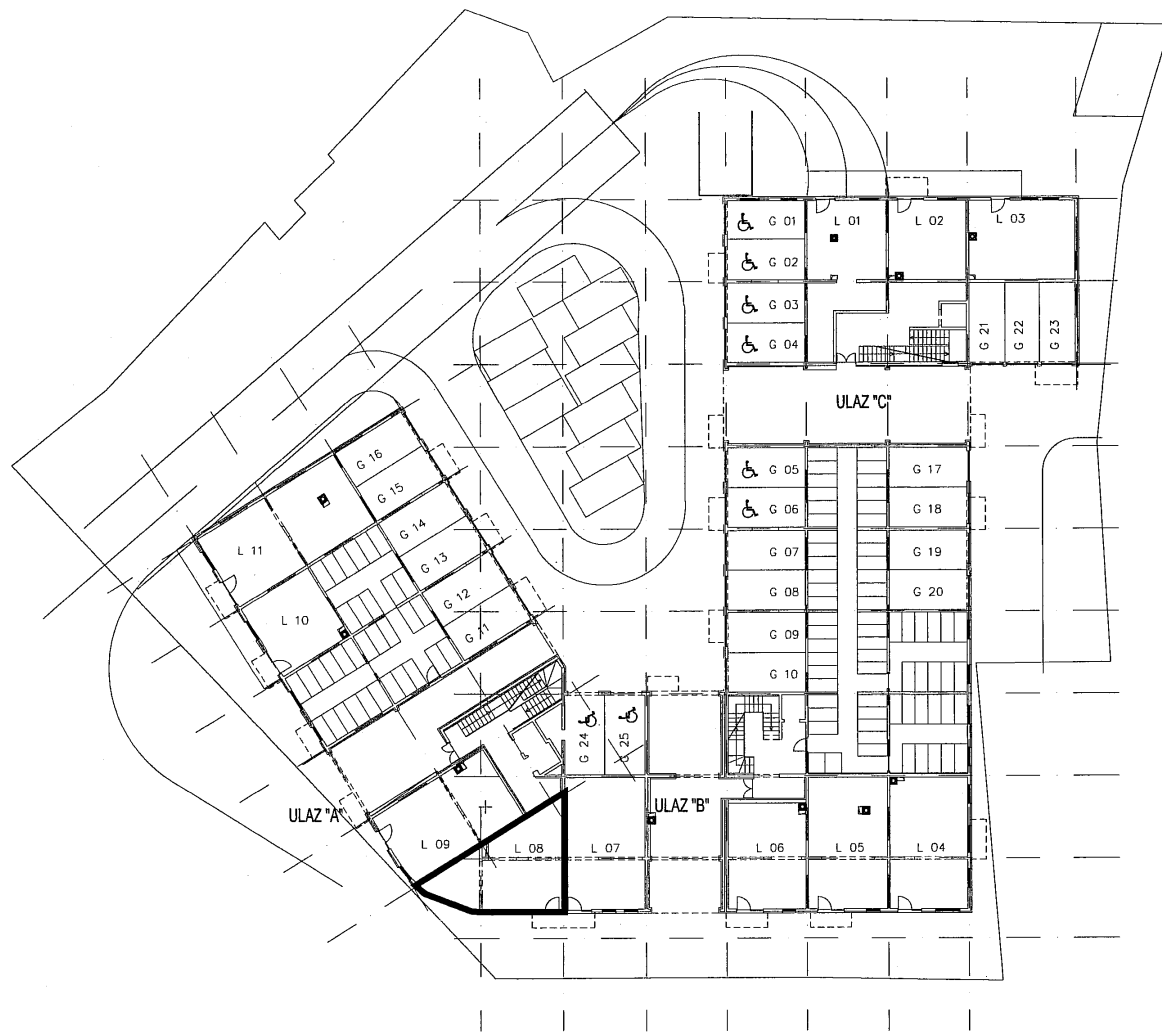 G 01
L 01
L 02
L 03
G 02
G 03
G 04
G 21
G 22
G 23
ULAZ "C"
G 16
G 15
G 14
G 13
G 12
G 11
L 11
L 10
G 05
G 17
G 06
G 18
G 07
G 19
G 08
G 20
G 09
G 10
G 24
G 25
ULAZ "A"
ULAZ "B"
L 09
L 08
L 07
L 06
L 05
L 04